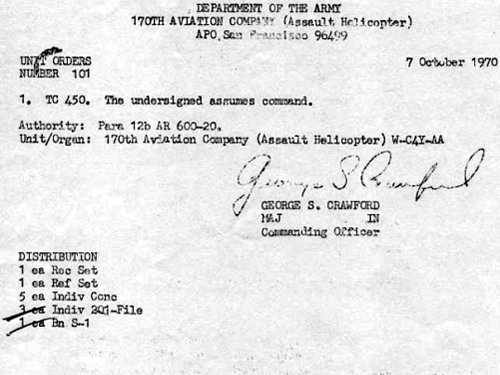 DEPARTMENT OF THE ARMY
170TH AVIATION COMPANY (Assault Helicopter)
APO, San Francisco 96499
UNIT ORDERS
NUMBER 101
7 October 1970
1. TC 450. The undersigned assumes command.
Authority: Para 12b AR 600-20.
Unit/Organ: 170th Aviation Company (Assault Helicopter) W-C4Y-AA
George S Crawford
GEORGE S. CRAWFORD
MAJ IN
Commanding Officer
DISTRIBUTION
1 ea Rec Set
1 ea Ref Set
5 ea Indiv Conc
3 ea Indiv 201-File
1 ea Bn S-1